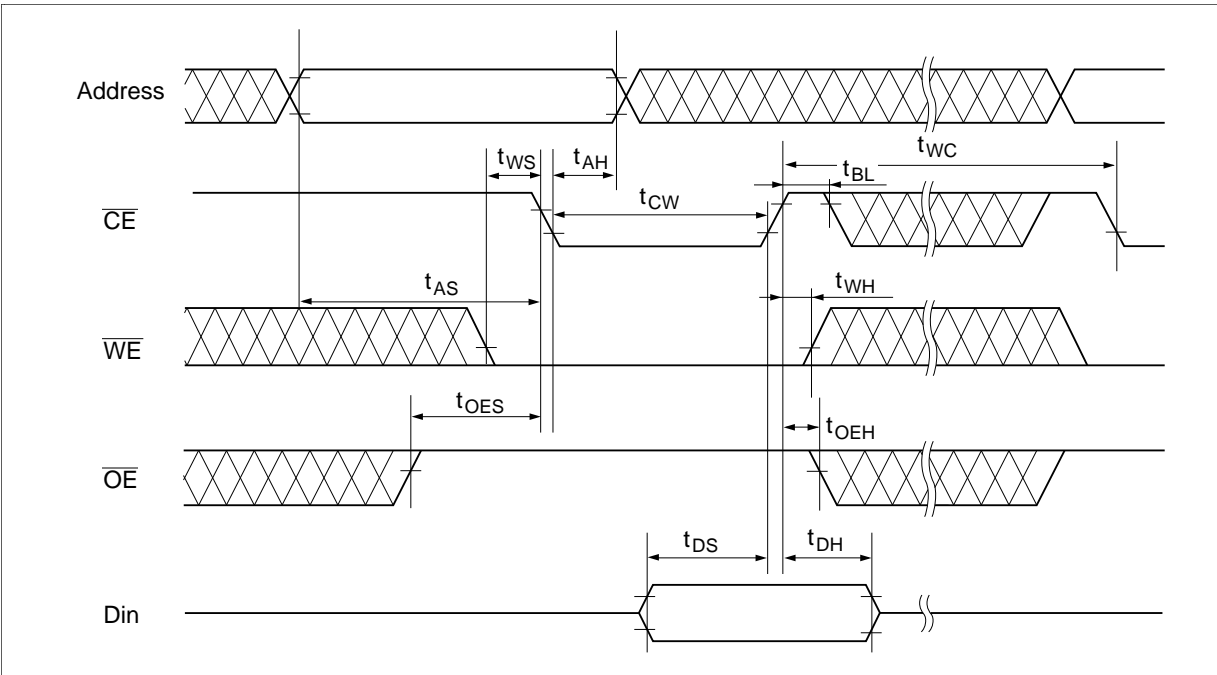 Address
tWS
tAH
tWC
tBL
CE
tCW
tAS
tWH
WE
tOES
tOEH
OE
tDS
tDH
Din